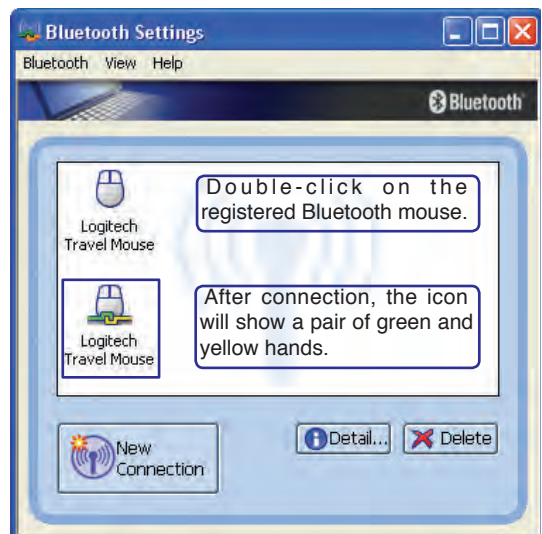 Bluetooth Settings
Bluetooth View Help
Bluetooth
Logitech
Travel Mouse
Double-click on the
registered Bluetooth mouse.
Logitech
Travel Mouse
After connection, the icon
will show a pair of green and
yellow hands.
New
Connection
Detail...
Delete